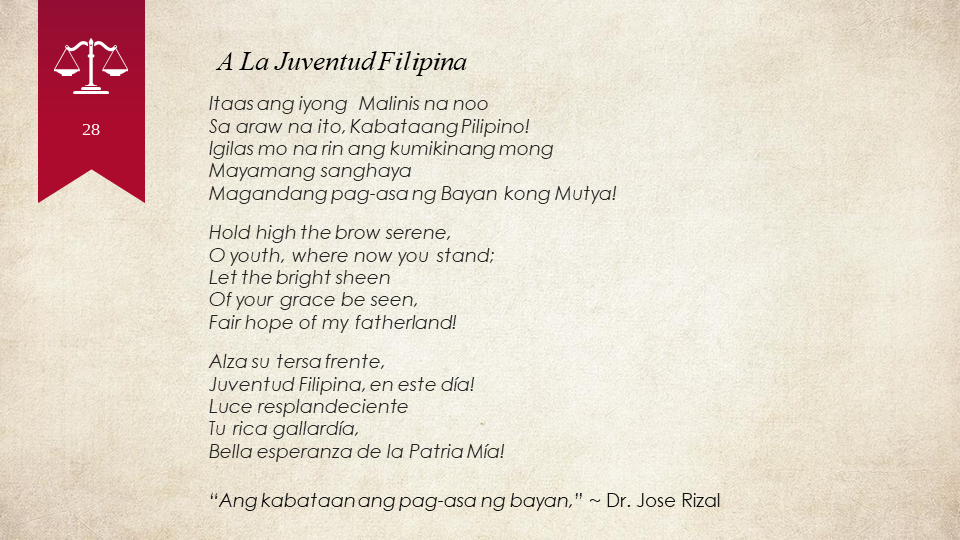 28
A La Juventud Filipina
Itaas ang iyong Malinis na noo
Sa araw na ito, Kabataang Pilipino!
Igilas mo na rin ang kumikinang mong
Mayamang sanghaya
Magandang pag-asa ng Bayan kong Mutya!
Hold high the brow serene,
O youth, where now you stand;
Let the bright sheen
Of your grace be seen,
Fair hope of my fatherland!
Alza su tersa frente,
Juventud Filipina, en este día!
Luce resplandeciente
Tu rica gallardía,
Bella esperanza de la Patria Mía!
“Ang kabataan ang pag-asa ng bayan,” ~ Dr. Jose Rizal